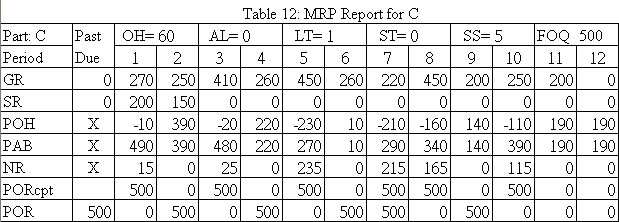 Table 12: MRP Report for C
Part: C Past OH= 60 AL= 0 LT= 1 ST= 0 SS= 5 FOQ 500
Period Due 1 2 3 4 5 6 7 8 9 10 11 12
GR 0 270 250 410 260 450 260 220 450 200 250 200 0
SR 0 200 150 0 0 0 0 0 0 0 0 0 0
POH X -10 390 -20 220 -230 10 -210 -160 140 -110 190 190
PAB X 490 390 480 220 270 10 290 340 140 390 190 190
NR X 15 0 25 0 235 0 215 165 0 115 0 0
PORcpt 500 0 500 0 500 0 500 500 0 500 0 0
POR 500 0 500 0 500 0 500 500 0 500 0 0 0